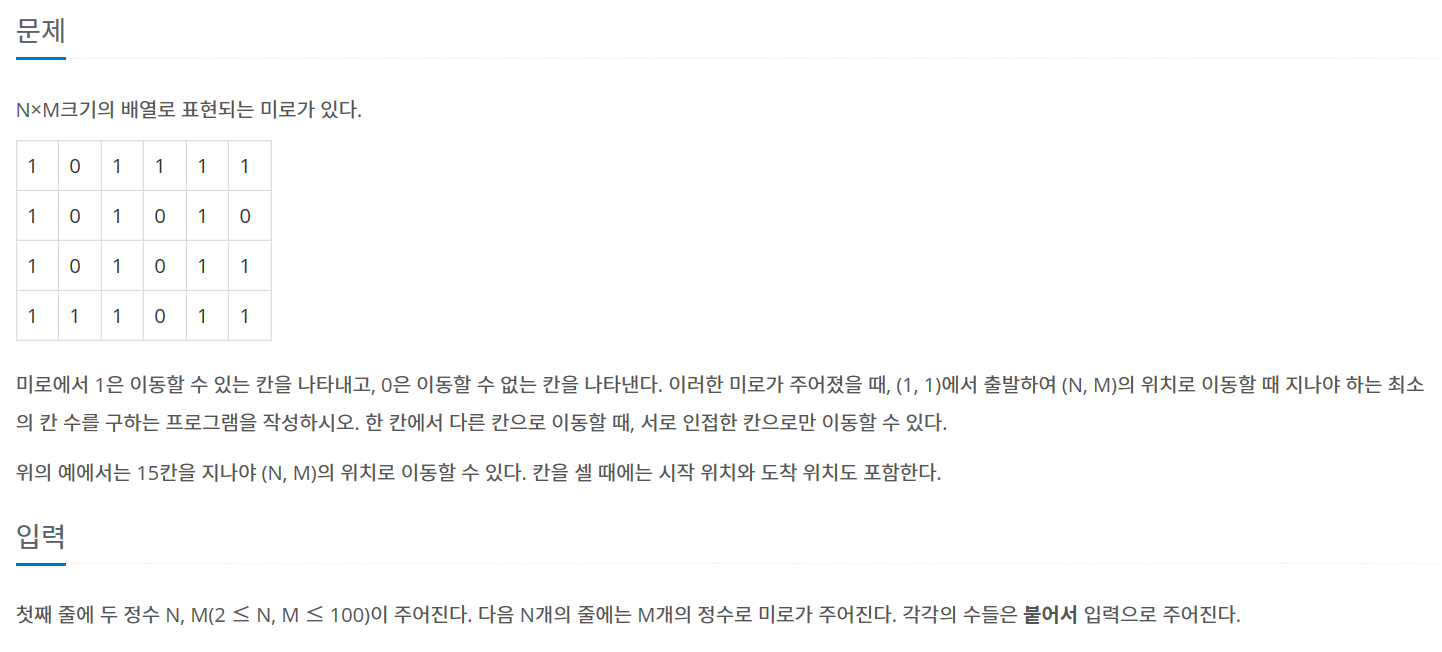 문제
N×M크기의 배열로 표현되는 미로가 있다.
1 0 1 1 1 1
1 0 1 0 1 0
1 0 1 0 1 1
1 1 1 0 1 1
미로에서 1은 이동할 수 있는 칸을 나타내고, 0은 이동할 수 없는 칸을 나타낸다. 이러한 미로가 주어졌을 때, (1, 1)에서 출발하여 (N, M)의 위치로 이동할 때 지나야 하는 최소
의 칸 수를 구하는 프로그램을 작성하시오. 한 칸에서 다른 칸으로 이동할 때, 서로 인접한 칸으로만 이동할 수 있다.
위의 예에서는 15칸을 지나야 (N, M)의 위치로 이동할 수 있다. 칸을 셀 때에는 시작 위치와 도착 위치도 포함한다.
입력
첫째 줄에 두 정수 N, M(2 ≤ N, M ≤ 100)이 주어진다. 다음 N개의 줄에는 M개의 정수로 미로가 주어진다. 각각의 수들은 붙어서 입력으로 주어진다.